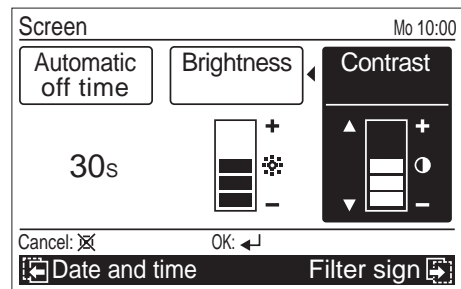 Screen Mo 10:00
Automatic off time
Brightness
Contrast
+ +
30s
− −
Cancel: OK:
Date and time Filter sign